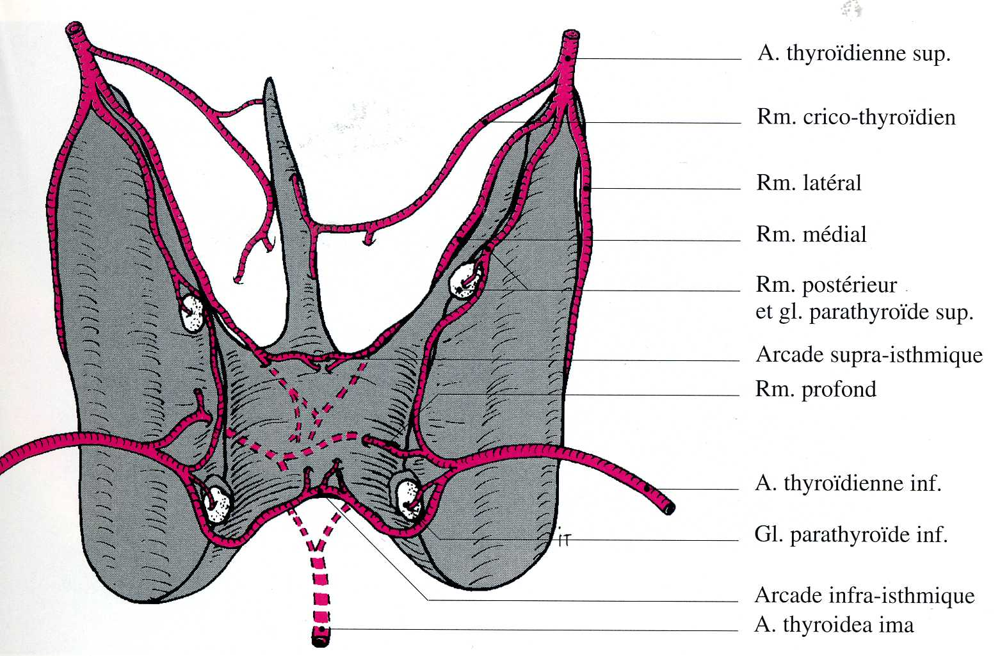 A. thyroïdienne sup.
Rm. crico-thyroïdien
Rm. latéral
Rm. médial
Rm. postérieur
et gl. parathyroïde sup.
Arcade supra-isthmique
Rm. profond
A. thyroïdienne inf.
Gl. parathyroïde inf.
iT
Arcade infra-isthmique
A. thyroidea ima